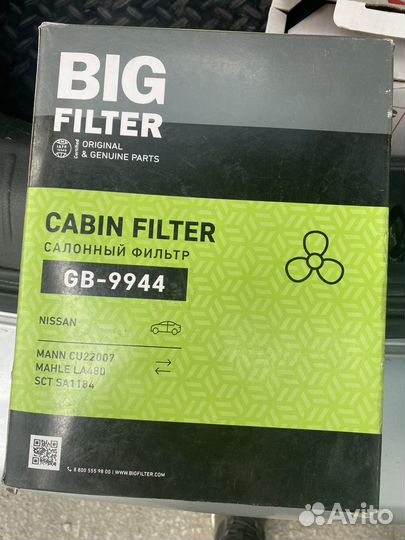 BIG
FILTER
Certified
ORIGINAL
& GENUINE PARTS
CABIN FILTER
САЛОННЫЙ ФИЛЬТР
GB-9944
NISSAN
MANN CU22007
MAHLE LA480
SCT SA1184
8 800 555 98 00 | WWW.BIGFILTER.COM
Avito